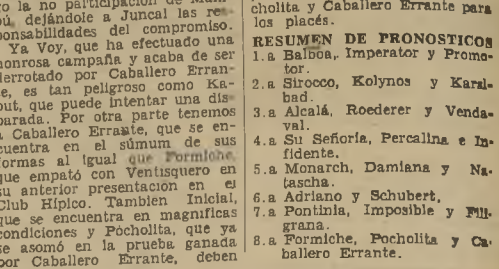 ro la no participación de Mam-
pú, dejándole a Juncal las res-
ponsabilidades del compromiso.
Ya Voy, que ha efectuado una
honrosa campaña y acaba de ser
derrotado por Caballero Erran-
te, es tan peligroso como Ka-
out, que puede intentar una dis-
parada. Por otra parte tenemos
a Caballero Errante, que se en-
cuentra en el súmum de sus
formas al igual que Formiche,
que empató con Ventisquero en
su anterior presentación en el
Club Hípico. También Inicial,
que se encuentra en magníficas
condiciones y Pocholita, que ya
se asomó en la prueba ganada
por Caballero Errante, deben
cholita y Caballero Errante para
los placés.
RESUMEN DE PRONOSTICOS
1.a Balboa, Imperator y Promo-
tor.
2.a Sirocco, Kolynos y Karal-
bad.
3.a Alcalá, Roederer y Venda-
val.
4.a Su Señoría, Percalina e In-
fidente.
5.a Monarch, Damiana y Na-
tascha.
6.a Adriano y Schubert,
7.a Pontinia, Imposible y Fili-
grana.
8.a Formiche, Pocholita y Ca-
ballero Errante.